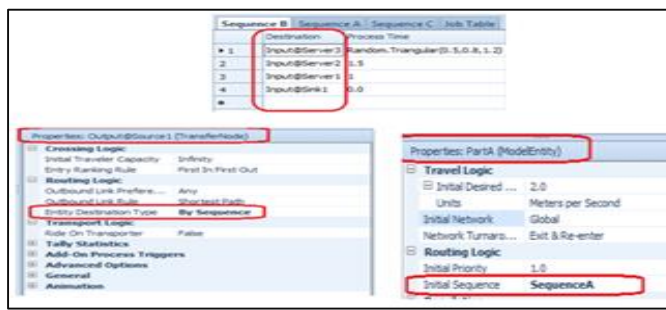 Sequence B Sequence A Sequence C Job Table
Destination Process Time
1 Input@Server3 Random.Triangular(0.5,0.8,1.2)
2 Input@Server2 1.5
3 Input@Server1 1
4 Input@Sink1 0.0
Properties: Output@Source1 (TransferNode)
Crossing Logic
Initial Traveler Capacity Infinity
Entry Ranking Rule First In First Out
Routing Logic
Outbound Link Prefere... Any
Outbound Link Rule Shortest Path
Entity Destination Type By Sequence
Transport Logic
Ride On Transporter False
Tally Statistics
Add-On Process Triggers
Advanced Options
General
Animation
Properties: PartA (ModelEntity)
Travel Logic
Initial Desired ... 2.0
Units Meters per Second
Initial Network Global
Network Turnaro... Exit & Re-enter
Routing Logic
Initial Priority 1.0
Initial Sequence SequenceA